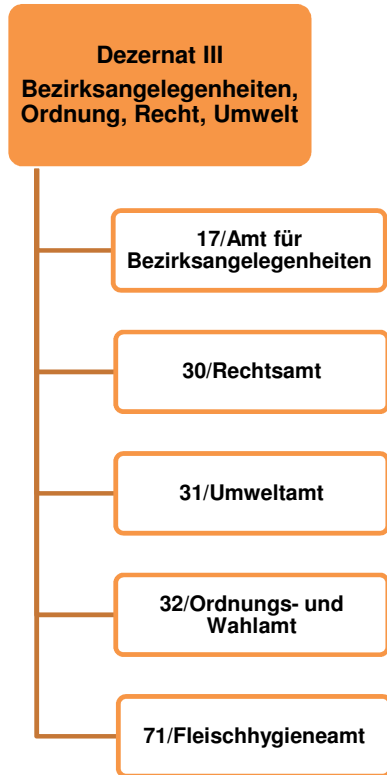 Dezernat III
Bezirksangelegenheiten,
Ordnung, Recht, Umwelt
17/Amt für
Bezirksangelegenheiten
30/Rechtsamt
31/Umweltamt
32/Ordnungs- und
Wahlamt
71/Fleischhygieneamt